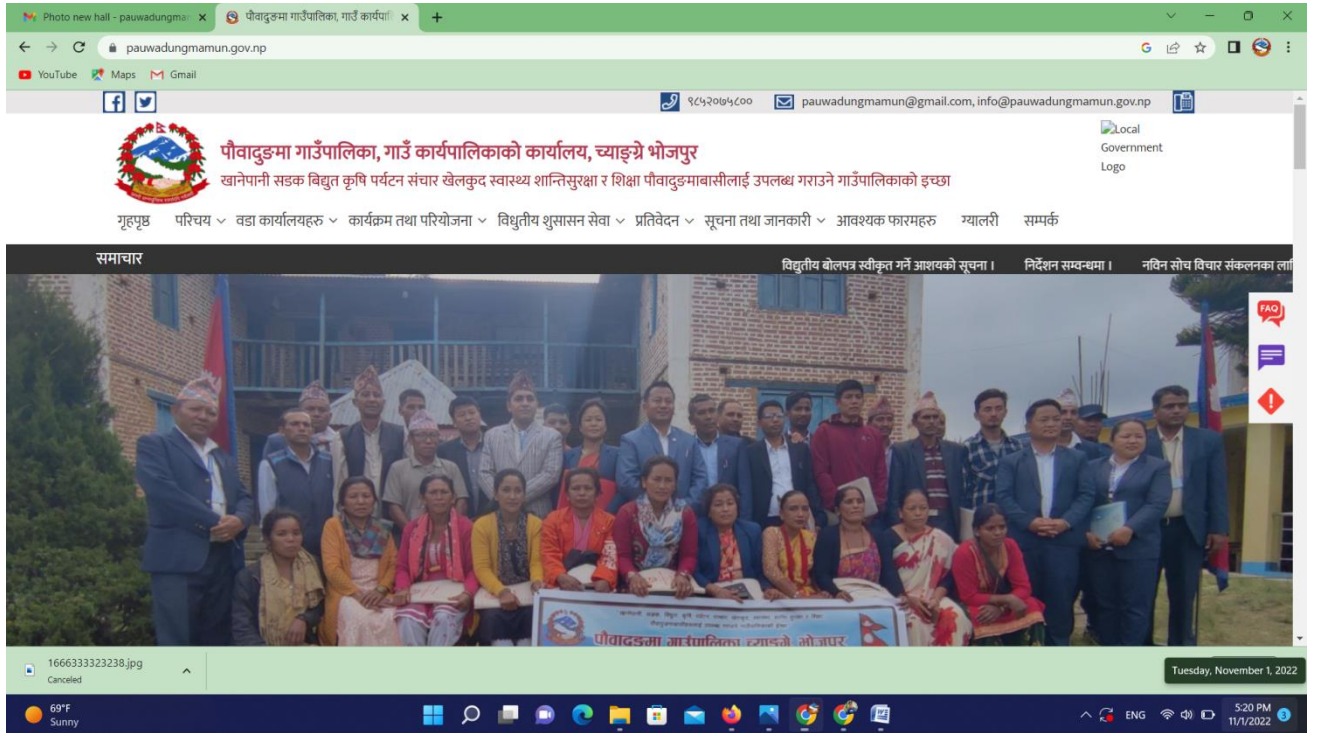 Photo new hall - pauwadungmam
पौवादुङमा गाउँपालिका, गाउँ कार्यपालि
pauwadungmamun.gov.np
YouTube Maps Gmail
९८५२०७५८०० pauwadungmamun@gmail.com, info@pauwadungmamun.gov.np
Local Government Logo
पौवादुङमा गाउँपालिका, गाउँ कार्यपालिकाको कार्यालय, च्याङ्ग्रे भोजपुर
खानेपानी सडक बिद्युत कृषि पर्यटन संचार खेलकुद स्वास्थ्य शान्तिसुरक्षा र शिक्षा पौवादुङमाबासीलाई उपलब्ध गराउने गाउँपालिकाको इच्छा
गृहपृष्ठ परिचय वडा कार्यालयहरु कार्यक्रम तथा परियोजना विधुतीय शुसासन सेवा प्रतिवेदन सूचना तथा जानकारी आवश्यक फारमहरु ग्यालरी सम्पर्क
समाचार विद्युतीय बोलपत्र स्वीकृत गर्ने आशयको सूचना । निर्देशन सम्वन्धमा । नविन सोच विचार संकलनका लागि
FAQ
पौवादुङमा गाउँपालिका च्याङ्ग्रे भोजपुर
1666333323238.jpg
Canceled
Tuesday, November 1, 2022
69°F
Sunny
ENG
5:20 PM
11/1/2022
3